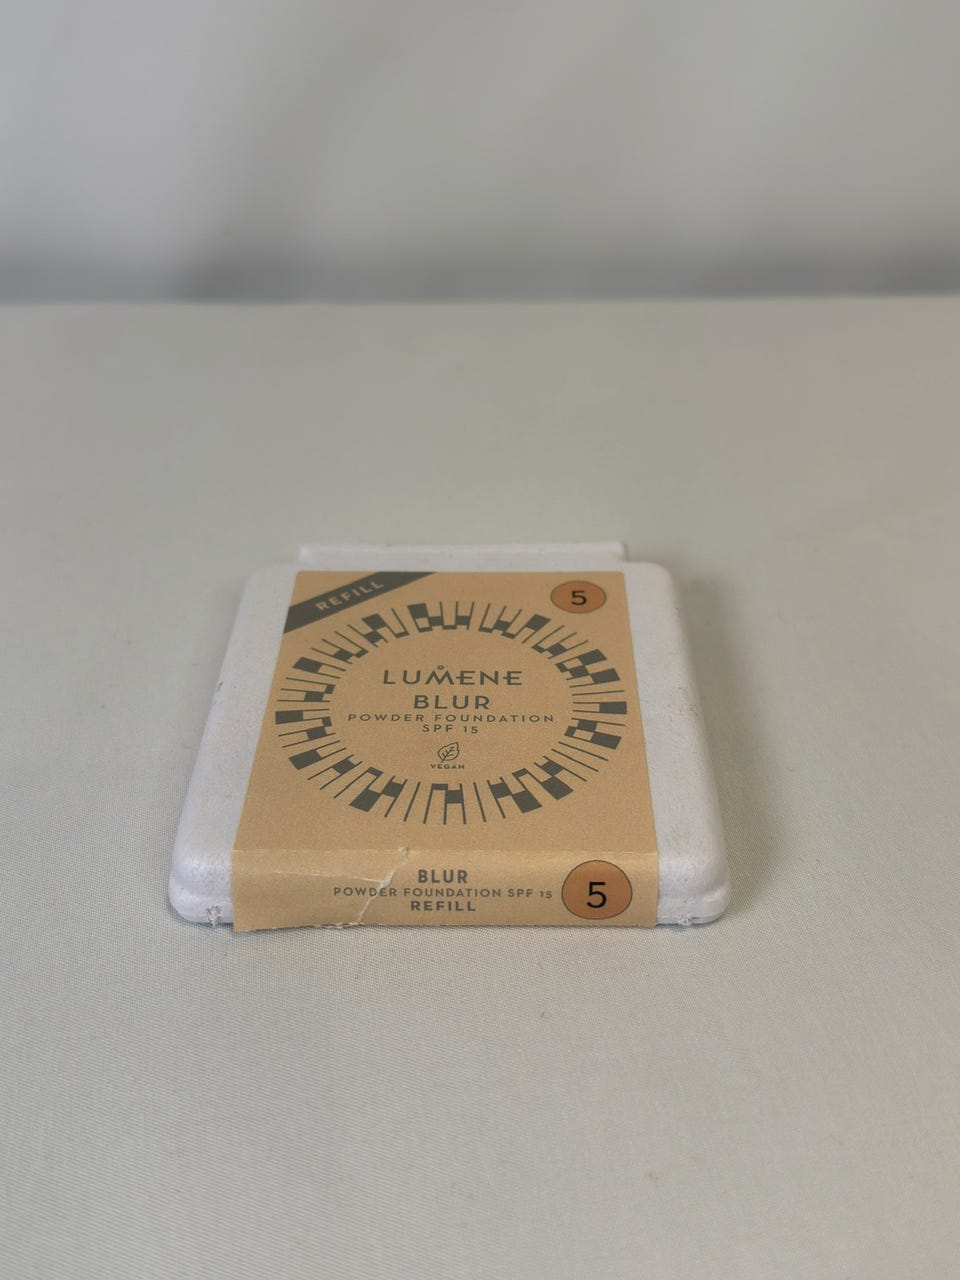 REFILL
5
LUMENE
BLUR
POWDER FOUNDATION
SPF 15
VEGAN
BLUR
POWDER FOUNDATION SPF 15
REFILL
5